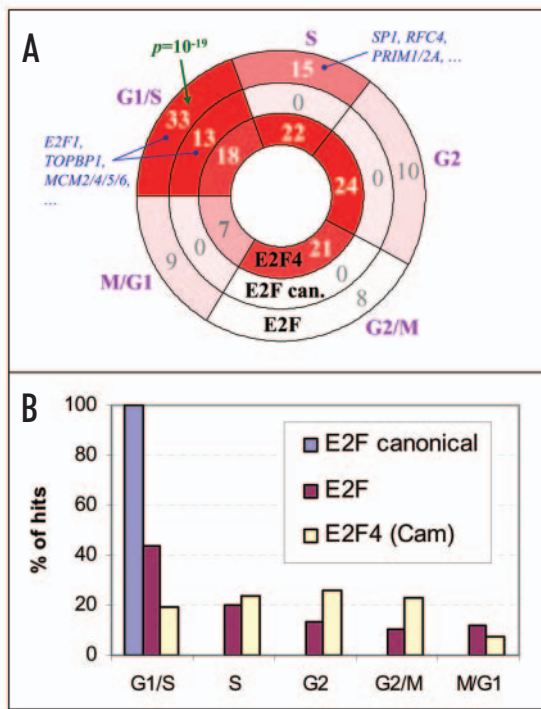 A
p=10-19
S
SP1, RFC4,
PRIM1/2A, ...
G1/S
33
15
0
13
22
18
E2F1,
TOPBP1,
MCM2/4/5/6,
...
G2
10
0
24
7
0
9
M/G1
21
E2F4
0
E2F can.
8
E2F
G2/M
B
100
80
60
40
20
0
% of hits
E2F canonical
E2F
E2F4 (Cam)
G1/S S G2 G2/M M/G1